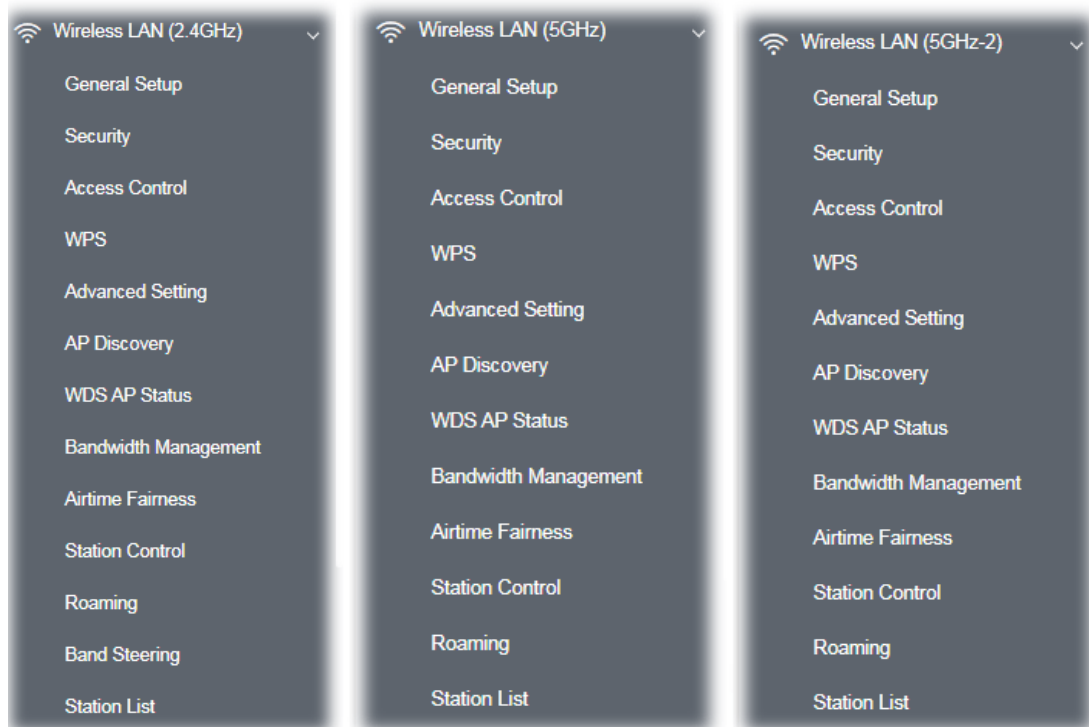 Wireless LAN (2.4GHz)
General Setup
Security
Access Control
WPS
Advanced Setting
AP Discovery
WDS AP Status
Bandwidth Management
Airtime Fairness
Station Control
Roaming
Band Steering
Station List
Wireless LAN (5GHz)
General Setup
Security
Access Control
WPS
Advanced Setting
AP Discovery
WDS AP Status
Bandwidth Management
Airtime Fairness
Station Control
Roaming
Station List
Wireless LAN (5GHz-2)
General Setup
Security
Access Control
WPS
Advanced Setting
AP Discovery
WDS AP Status
Bandwidth Management
Airtime Fairness
Station Control
Roaming
Station List